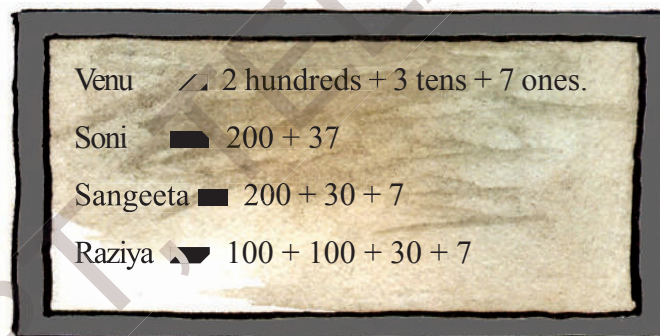 Venu 2 hundreds + 3 tens + 7 ones.
Soni 200 + 37
Sangeeta 200 + 30 + 7
Raziya 100 + 100 + 30 + 7